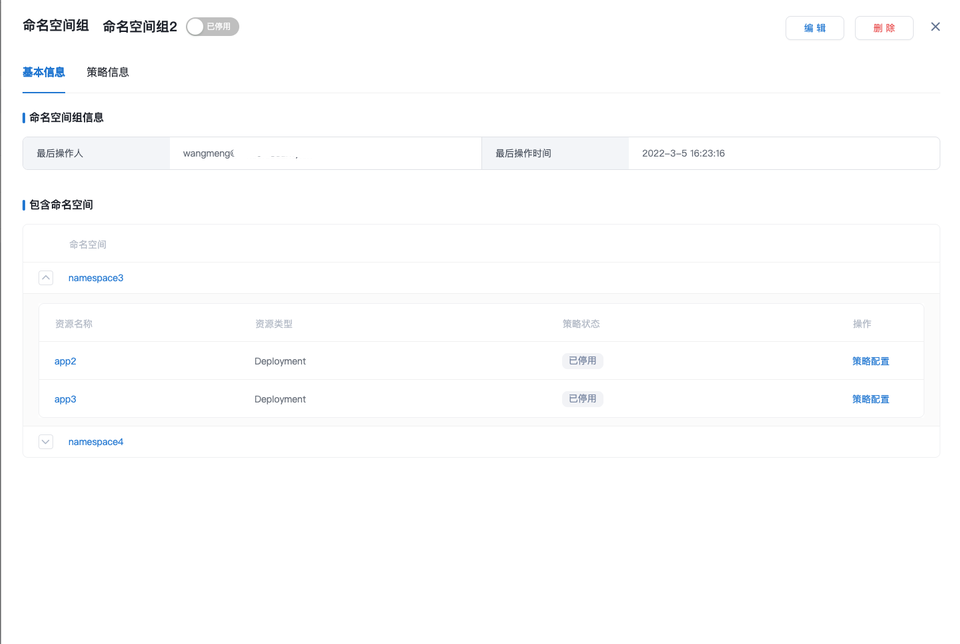 命名空间组 命名空间组2 已停用 编 辑 删 除
基本信息 策略信息
命名空间组信息
最后操作人 最后操作时间 2022-3-5 16:23:16
包含命名空间
命名空间
namespace3
资源名称 资源类型 策略状态 操作
app2 Deployment 已停用 策略配置
app3 Deployment 已停用 策略配置
namespace4